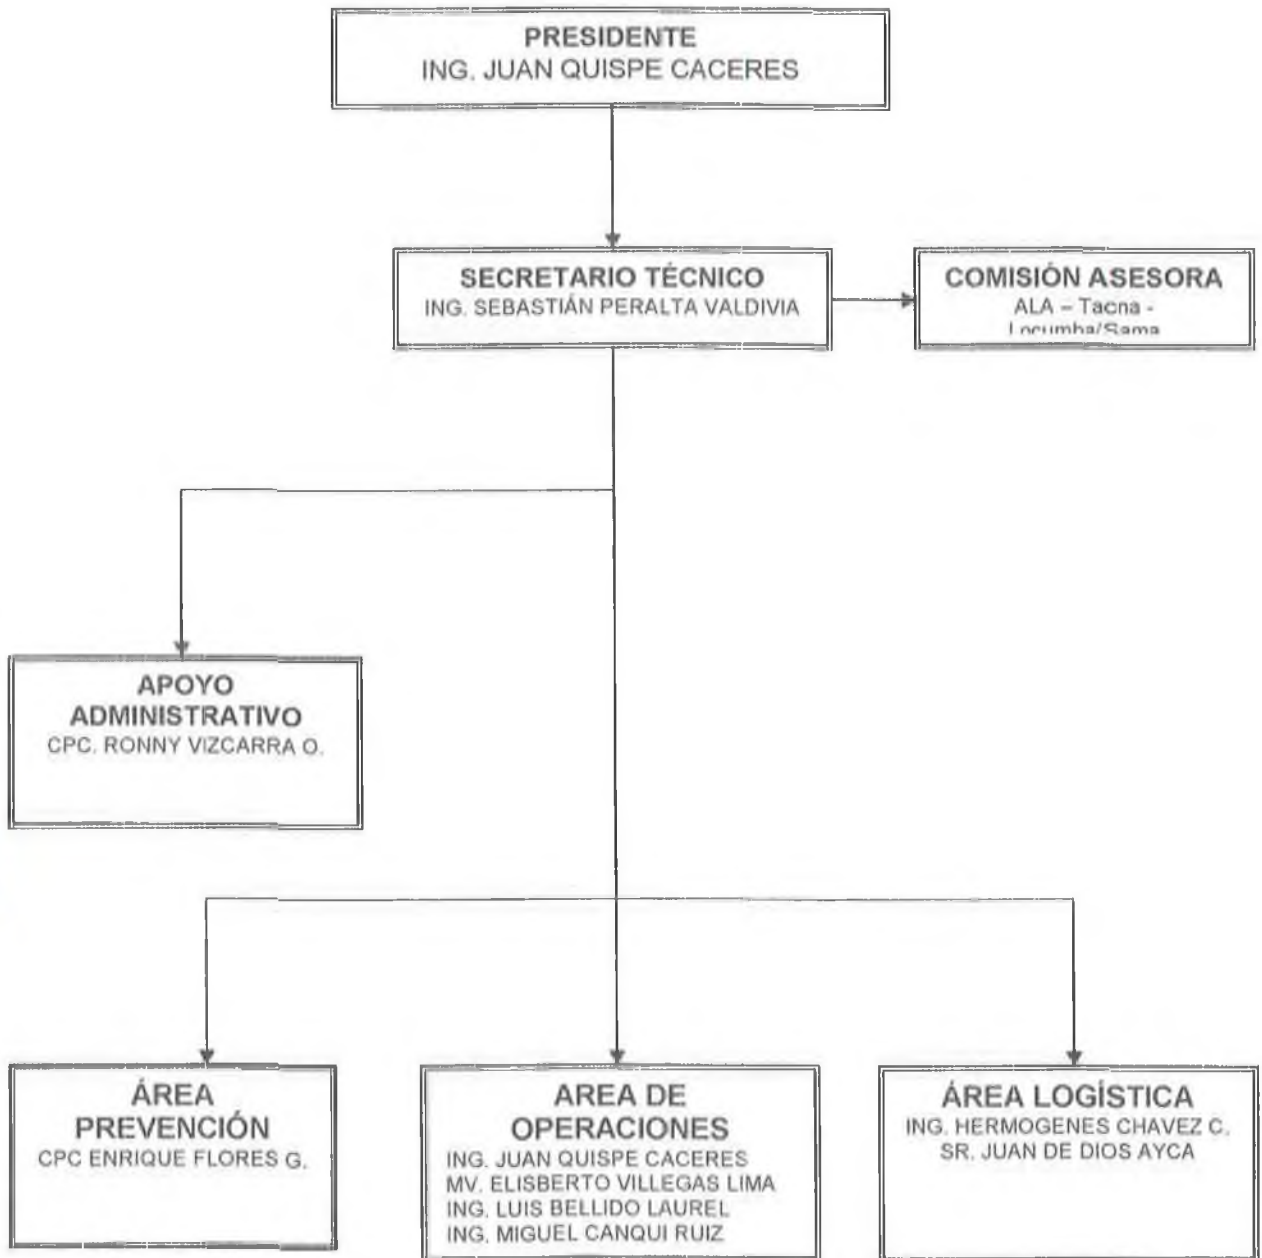 PRESIDENTE
ING. JUAN QUISPE CACERES
SECRETARIO TÉCNICO
ING. SEBASTIÁN PERALTA VALDIVIA
COMISIÓN ASESORA
ALA – Tacna -
Locumba/Sama
APOYO
ADMINISTRATIVO
CPC. RONNY VIZCARRA O.
ÁREA
PREVENCIÓN
CPC ENRIQUE FLORES G.
AREA DE
OPERACIONES
ING. JUAN QUISPE CACERES
MV. ELISBERTO VILLEGAS LIMA
ING. LUIS BELLIDO LAUREL
ING. MIGUEL CANQUI RUIZ
ÁREA LOGÍSTICA
ING. HERMOGENES CHAVEZ C.
SR. JUAN DE DIOS AYCA